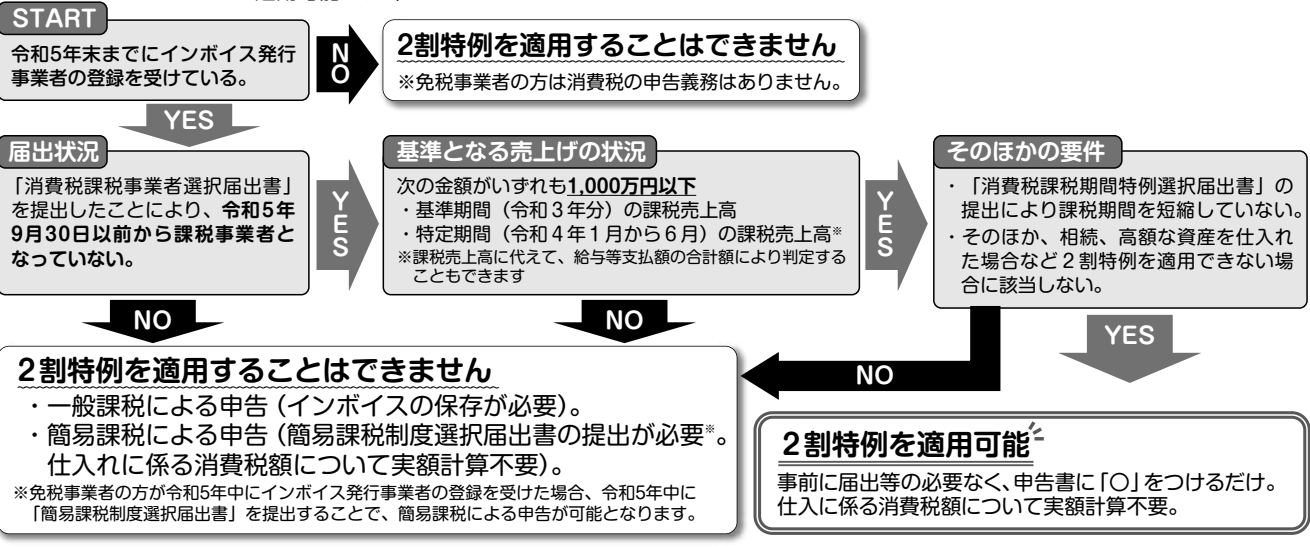 START
令和5年末までにインボイス発行
事業者の登録を受けている。
NO
2割特例を適用することはできません
※免税事業者の方は消費税の申告義務はありません。
YES
届出状況
「消費税課税事業者選択届出書」
を提出したことにより、令和5年
9月30日以前から課税事業者と
なっていない。
YES
基準となる売上げの状況
次の金額がいずれも1,000万円以下
・基準期間（令和3年分）の課税売上高
・特定期間（令和4年1月から6月）の課税売上高※
※課税売上高に代えて、給与等支払額の合計額により判定する
こともできます
YES
そのほかの要件
・「消費税課税期間特例選択届出書」の
提出により課税期間を短縮していない。
・そのほか、相続、高額な資産を仕入れ
た場合など2割特例を適用できない場
合に該当しない。
NO
NO
YES
NO
2割特例を適用することはできません
・一般課税による申告（インボイスの保存が必要）。
・簡易課税による申告（簡易課税制度選択届出書の提出が必要※。
仕入れに係る消費税額について実額計算不要）。
※免税事業者の方が令和5年中にインボイス発行事業者の登録を受けた場合、令和5年中に
「簡易課税制度選択届出書」を提出することで、簡易課税による申告が可能となります。
2割特例を適用可能
事前に届出等の必要なく、申告書に「○」をつけるだけ。
仕入に係る消費税額について実額計算不要。